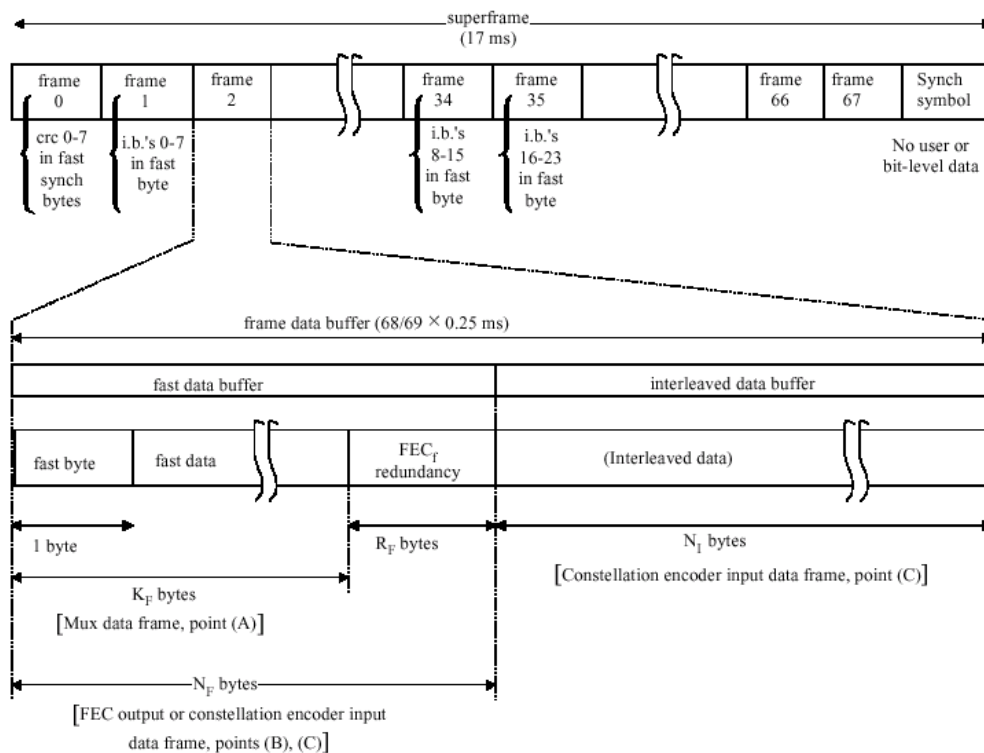 superframe
(17 ms)
frame
0
frame
1
frame
2
frame
34
frame
35
frame
66
frame
67
Synch
symbol
crc 0-7
in fast
synch
bytes
i.b.'s 0-7
in fast
byte
i.b.'s
8-15
in fast
byte
i.b.'s
16-23
in fast
byte
No user or
bit-level data
frame data buffer (68/69 × 0.25 ms)
fast data buffer
interleaved data buffer
fast byte
fast data
FECf
redundancy
(Interleaved data)
1 byte
RF bytes
NI bytes
[Constellation encoder input data frame, point (C)]
KF bytes
[Mux data frame, point (A)]
NF bytes
[FEC output or constellation encoder input
data frame, points (B), (C)]